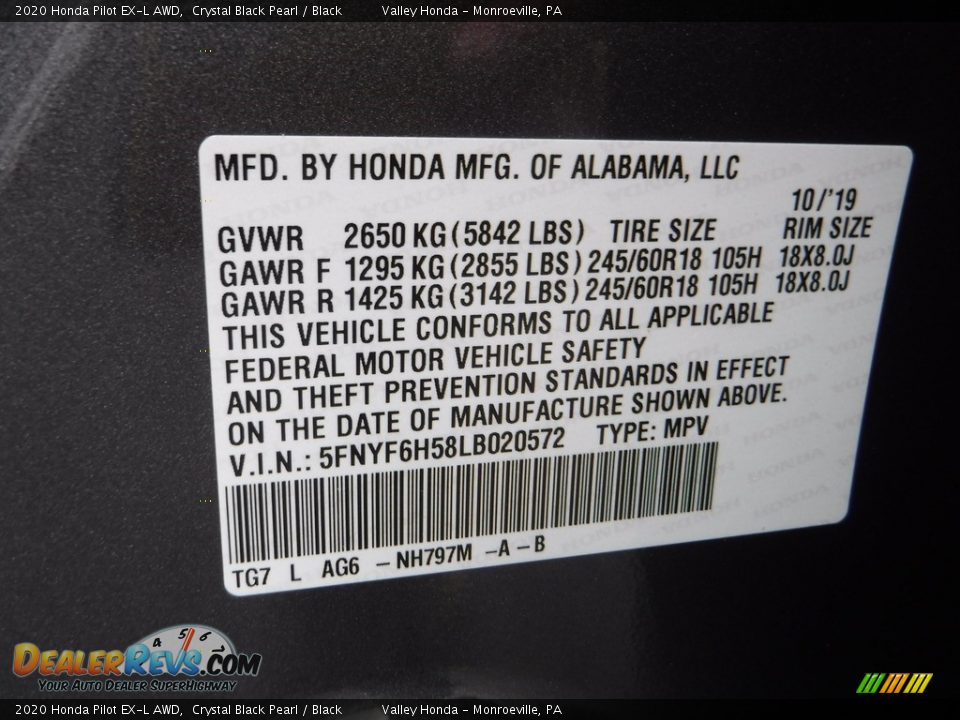 2020 Honda Pilot EX-L AWD,  Crystal Black Pearl / Black    Valley Honda - Monroeville, PA
MFD. BY HONDA MFG. OF ALABAMA, LLC
10/'19
GVWR 2650 KG (5842 LBS) TIRE SIZE RIM SIZE
GAWR F 1295 KG (2855 LBS) 245/60R18 105H 18X8.0J
GAWR R 1425 KG (3142 LBS) 245/60R18 105H 18X8.0J
THIS VEHICLE CONFORMS TO ALL APPLICABLE
FEDERAL MOTOR VEHICLE SAFETY
AND THEFT PREVENTION STANDARDS IN EFFECT
ON THE DATE OF MANUFACTURE SHOWN ABOVE.
V.I.N.: 5FNYF6H58LB020572 TYPE: MPV
TG7 L AG6 -NH797M -A-B
4 5 6
DEALERREVS.COM
YOUR AUTO DEALER SUPERHIGHWAY
2020 Honda Pilot EX-L AWD,  Crystal Black Pearl / Black    Valley Honda - Monroeville, PA